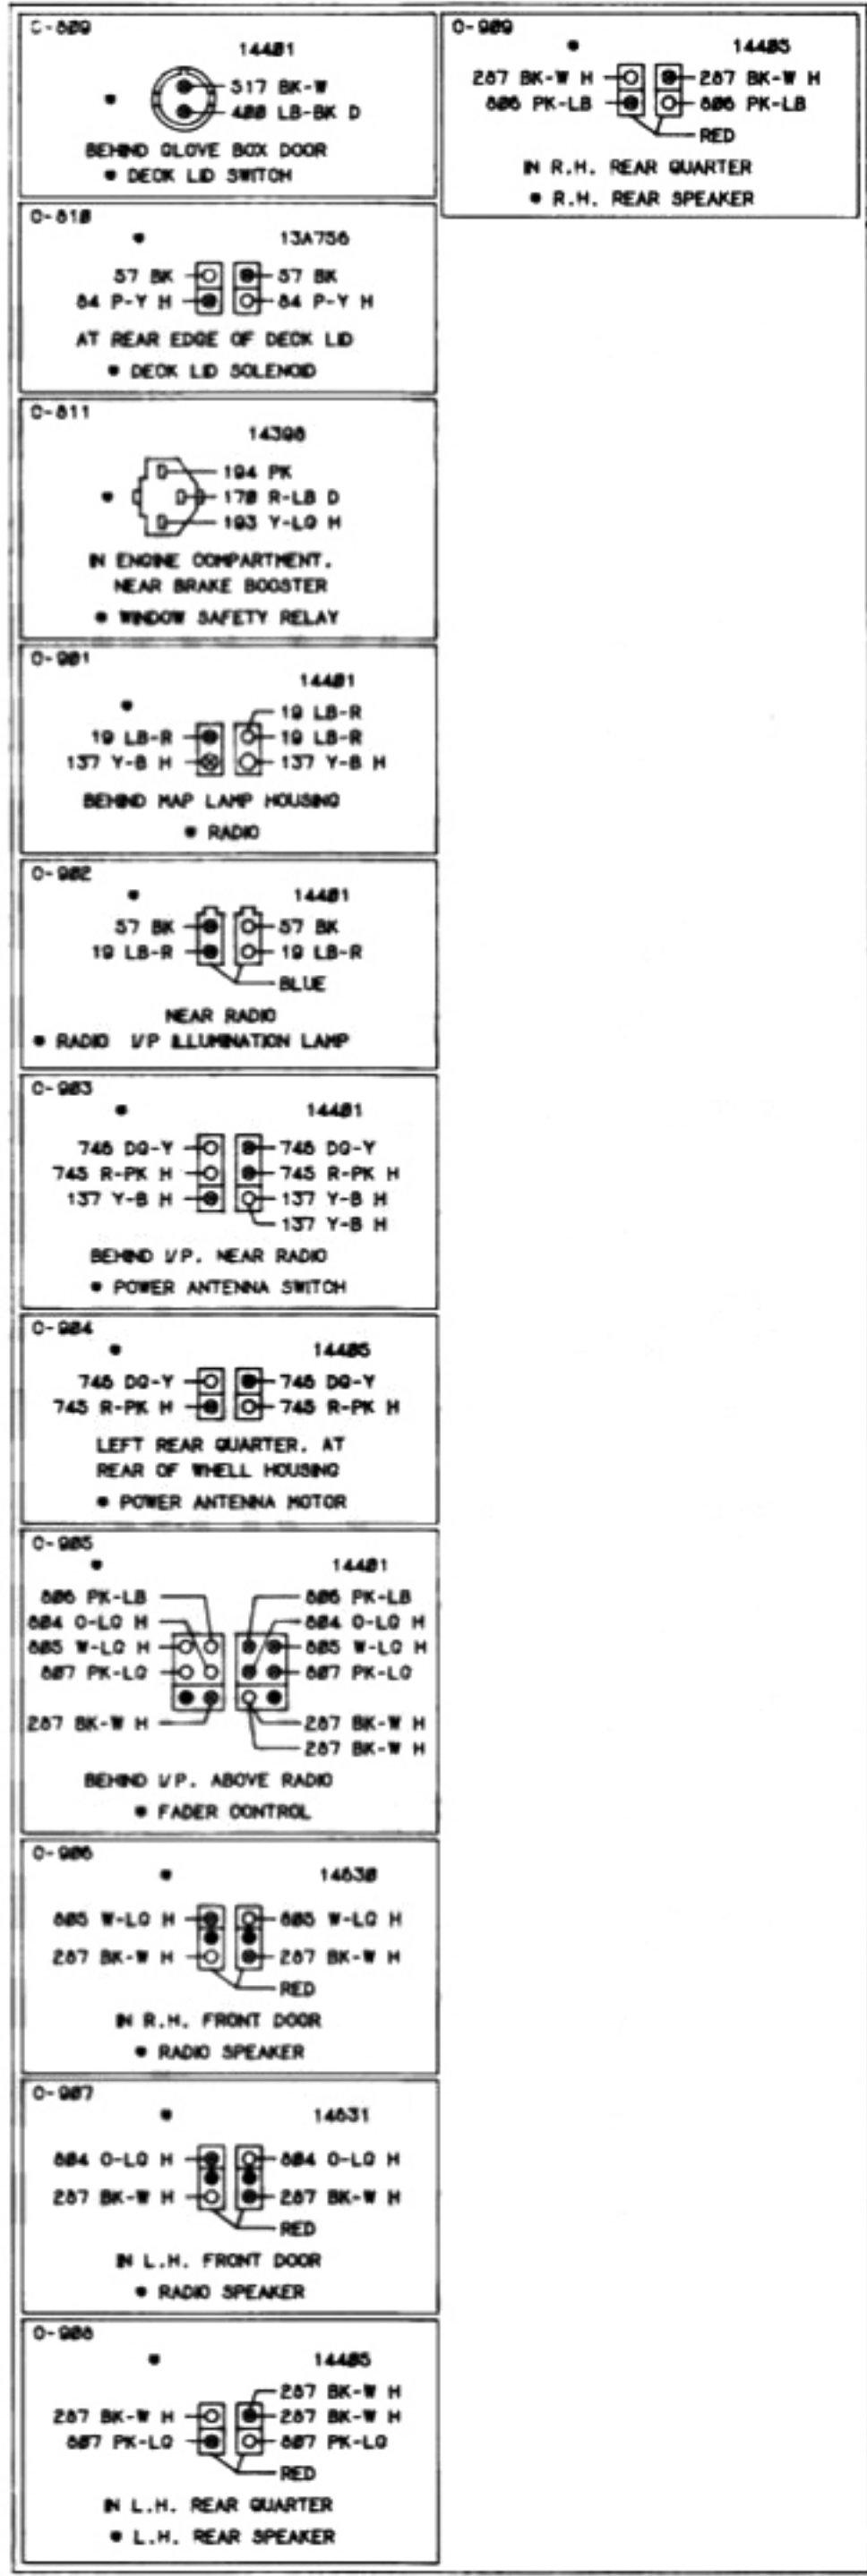 C-809
14401
517 BK-W
400 LB-BK D
BEHIND GLOVE BOX DOOR
• DECK LID SWITCH
C-810
13A756
57 BK 57 BK
84 P-Y H 84 P-Y H
AT REAR EDGE OF DECK LID
• DECK LID SOLENOID
C-811
14398
194 PK
170 R-LB D
193 Y-LG H
IN ENGINE COMPARTMENT.
NEAR BRAKE BOOSTER
• WINDOW SAFETY RELAY
C-901
14401
19 LB-R
19 LB-R 19 LB-R
137 Y-B H 137 Y-B H
BEHIND MAP LAMP HOUSING
• RADIO
C-902
14401
57 BK 57 BK
19 LB-R 19 LB-R
BLUE
NEAR RADIO
• RADIO I/P ILLUMINATION LAMP
C-903
14401
746 DG-Y 746 DG-Y
745 R-PK H 745 R-PK H
137 Y-B H 137 Y-B H
137 Y-B H
BEHIND I/P. NEAR RADIO
• POWER ANTENNA SWITCH
C-904
14405
746 DG-Y 746 DG-Y
745 R-PK H 745 R-PK H
LEFT REAR QUARTER. AT
REAR OF WHELL HOUSING
• POWER ANTENNA MOTOR
C-905
14401
806 PK-LB 806 PK-LB
804 O-LG H 804 O-LG H
805 W-LG H 805 W-LG H
807 PK-LG 807 PK-LG
287 BK-W H 287 BK-W H
287 BK-W H
BEHIND I/P. ABOVE RADIO
• FADER CONTROL
C-906
14630
805 W-LG H 805 W-LG H
287 BK-W H 287 BK-W H
RED
IN R.H. FRONT DOOR
• RADIO SPEAKER
C-907
14631
804 O-LG H 804 O-LG H
287 BK-W H 287 BK-W H
RED
IN L.H. FRONT DOOR
• RADIO SPEAKER
C-908
14405
287 BK-W H
287 BK-W H 287 BK-W H
807 PK-LG 807 PK-LG
RED
IN L.H. REAR QUARTER
• L.H. REAR SPEAKER
C-909
14405
287 BK-W H 287 BK-W H
806 PK-LB 806 PK-LB
RED
IN R.H. REAR QUARTER
• R.H. REAR SPEAKER